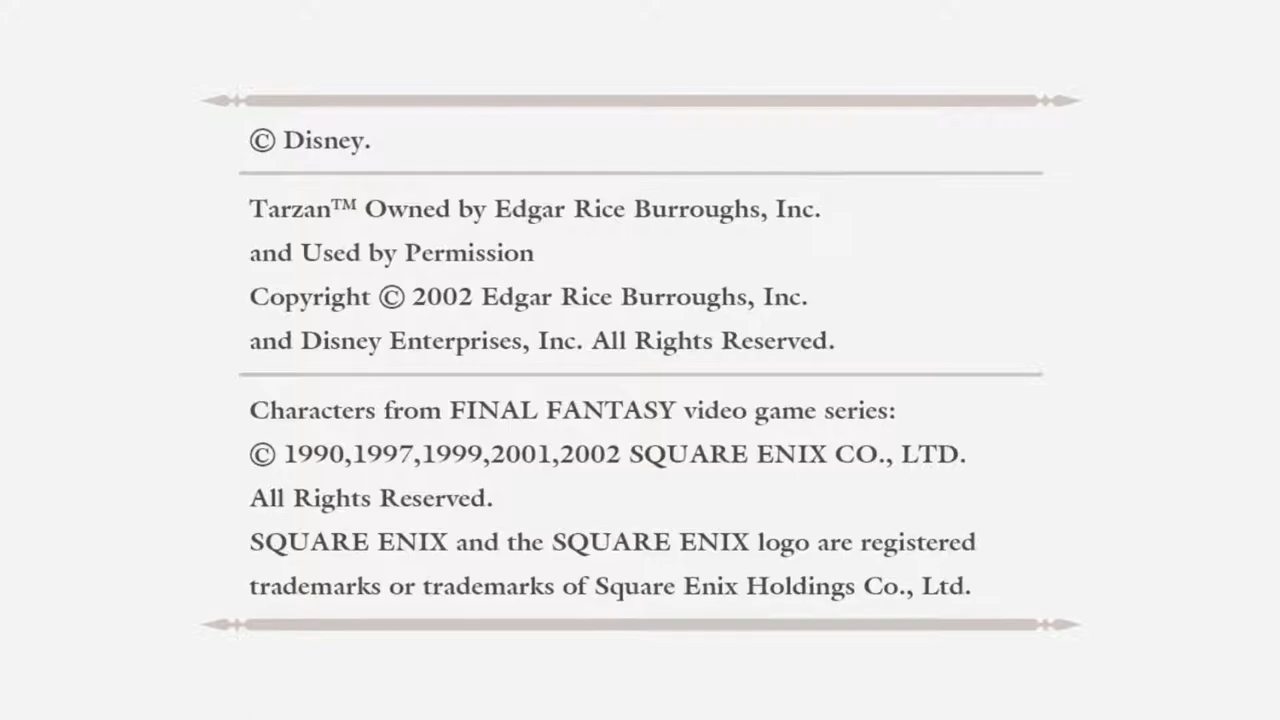 © Disney.
Tarzan™ Owned by Edgar Rice Burroughs, Inc.
and Used by Permission
Copyright © 2002 Edgar Rice Burroughs, Inc.
and Disney Enterprises, Inc. All Rights Reserved.
Characters from FINAL FANTASY video game series:
© 1990,1997,1999,2001,2002 SQUARE ENIX CO., LTD.
All Rights Reserved.
SQUARE ENIX and the SQUARE ENIX logo are registered
trademarks or trademarks of Square Enix Holdings Co., Ltd.